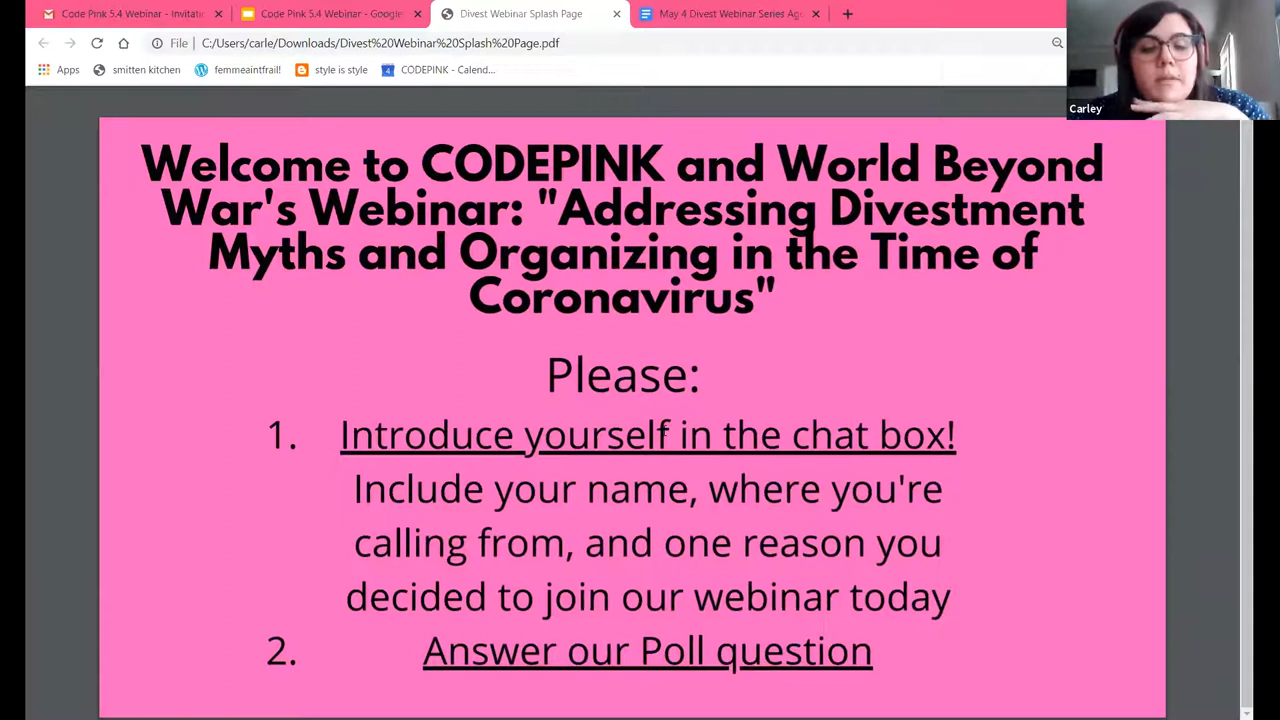 Code Pink 5.4 Webinar - Invitati
Code Pink 5.4 Webinar - Google
Divest Webinar Splash Page
May 4 Divest Webinar Series Age
File | C:/Users/carle/Downloads/Divest%20Webinar%20Splash%20Page.pdf
Apps
smitten kitchen
femmeaintfrail!
style is style
4
CODEPINK - Calend...
Carley
Welcome to CODEPINK and World Beyond
War's Webinar: "Addressing Divestment
Myths and Organizing in the Time of
Coronavirus"
Please:
1. Introduce yourself in the chat box!
Include your name, where you're
calling from, and one reason you
decided to join our webinar today
2. Answer our Poll question